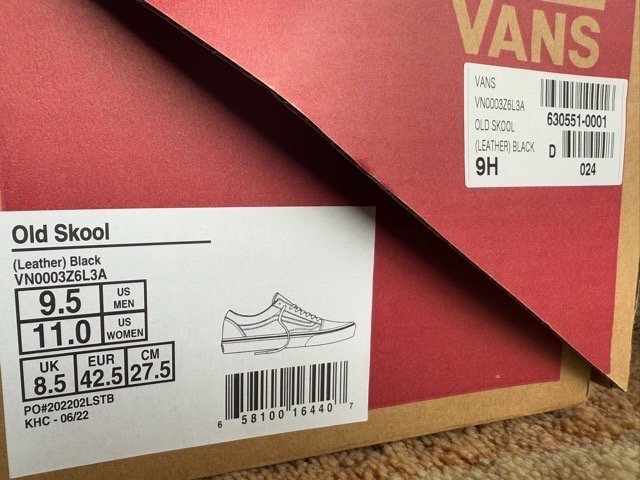 VANS
VANS
VN0003Z6L3A
630551-0001
OLD SKOOL
(LEATHER) BLACK D
9H
024
Old Skool
(Leather) Black
VN0003Z6L3A
9.5 US MEN
11.0 US WOMEN
UK EUR CM
8.5 42.5 27.5
PO#202202LSTB
KHC - 06/22
6 58100 16440 7